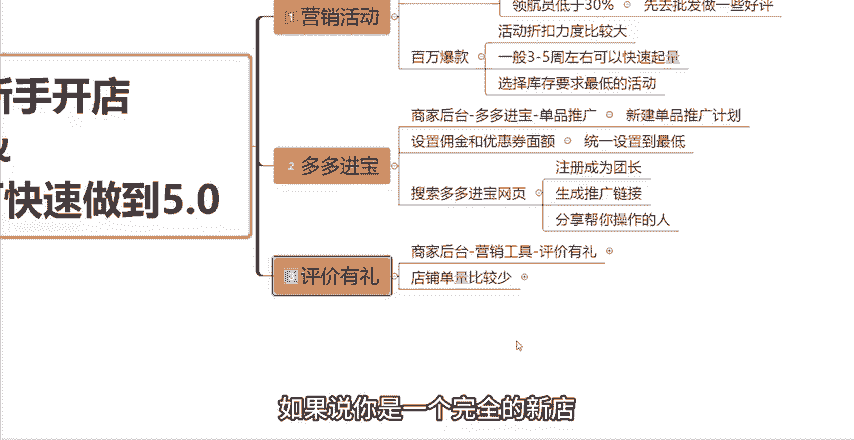 新手开店
&
快速做到5.0
1 营销活动
领航员低于30%
先去批发做一些好评
百万爆款
活动折扣力度比较大
一般3-5周左右可以快速起量
选择库存要求最低的活动
2 多多进宝
商家后台-多多进宝-单品推广
新建单品推广计划
设置佣金和优惠券面额
统一设置到最低
搜索多多进宝网页
注册成为团长
生成推广链接
分享帮你操作的人
3 评价有礼
商家后台-营销工具-评价有礼
店铺单量比较少
如果说你是一个完全的新店